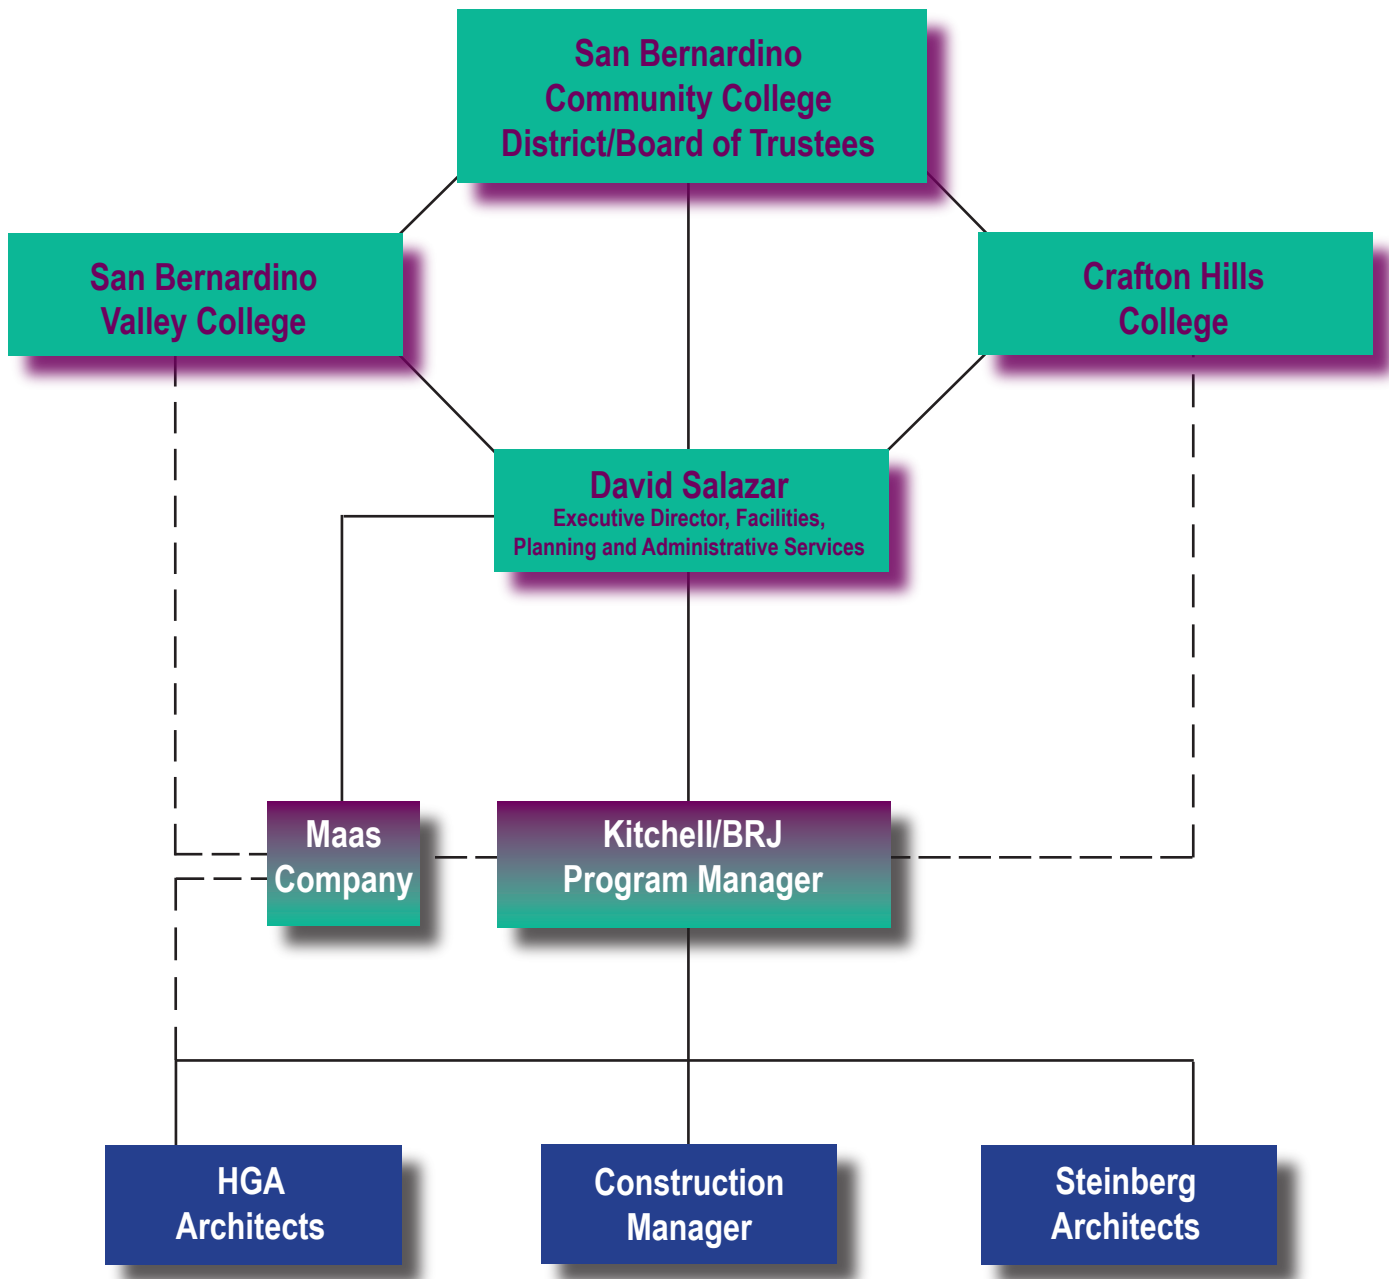 San Bernardino
Community College
District/Board of Trustees
San Bernardino
Valley College
Crafton Hills
College
David Salazar
Executive Director, Facilities,
Planning and Administrative Services
Maas
Company
Kitchell/BRJ
Program Manager
HGA
Architects
Construction
Manager
Steinberg
Architects